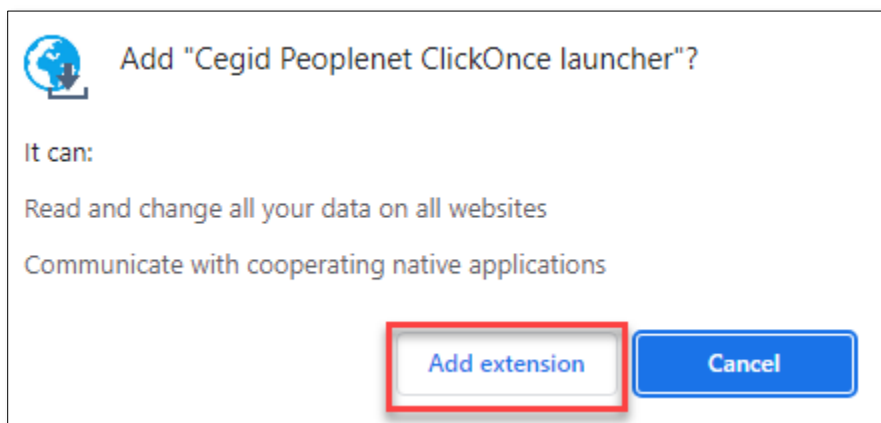 Add "Cegid Peoplenet ClickOnce launcher"?
It can:
Read and change all your data on all websites
Communicate with cooperating native applications
Add extension
Cancel